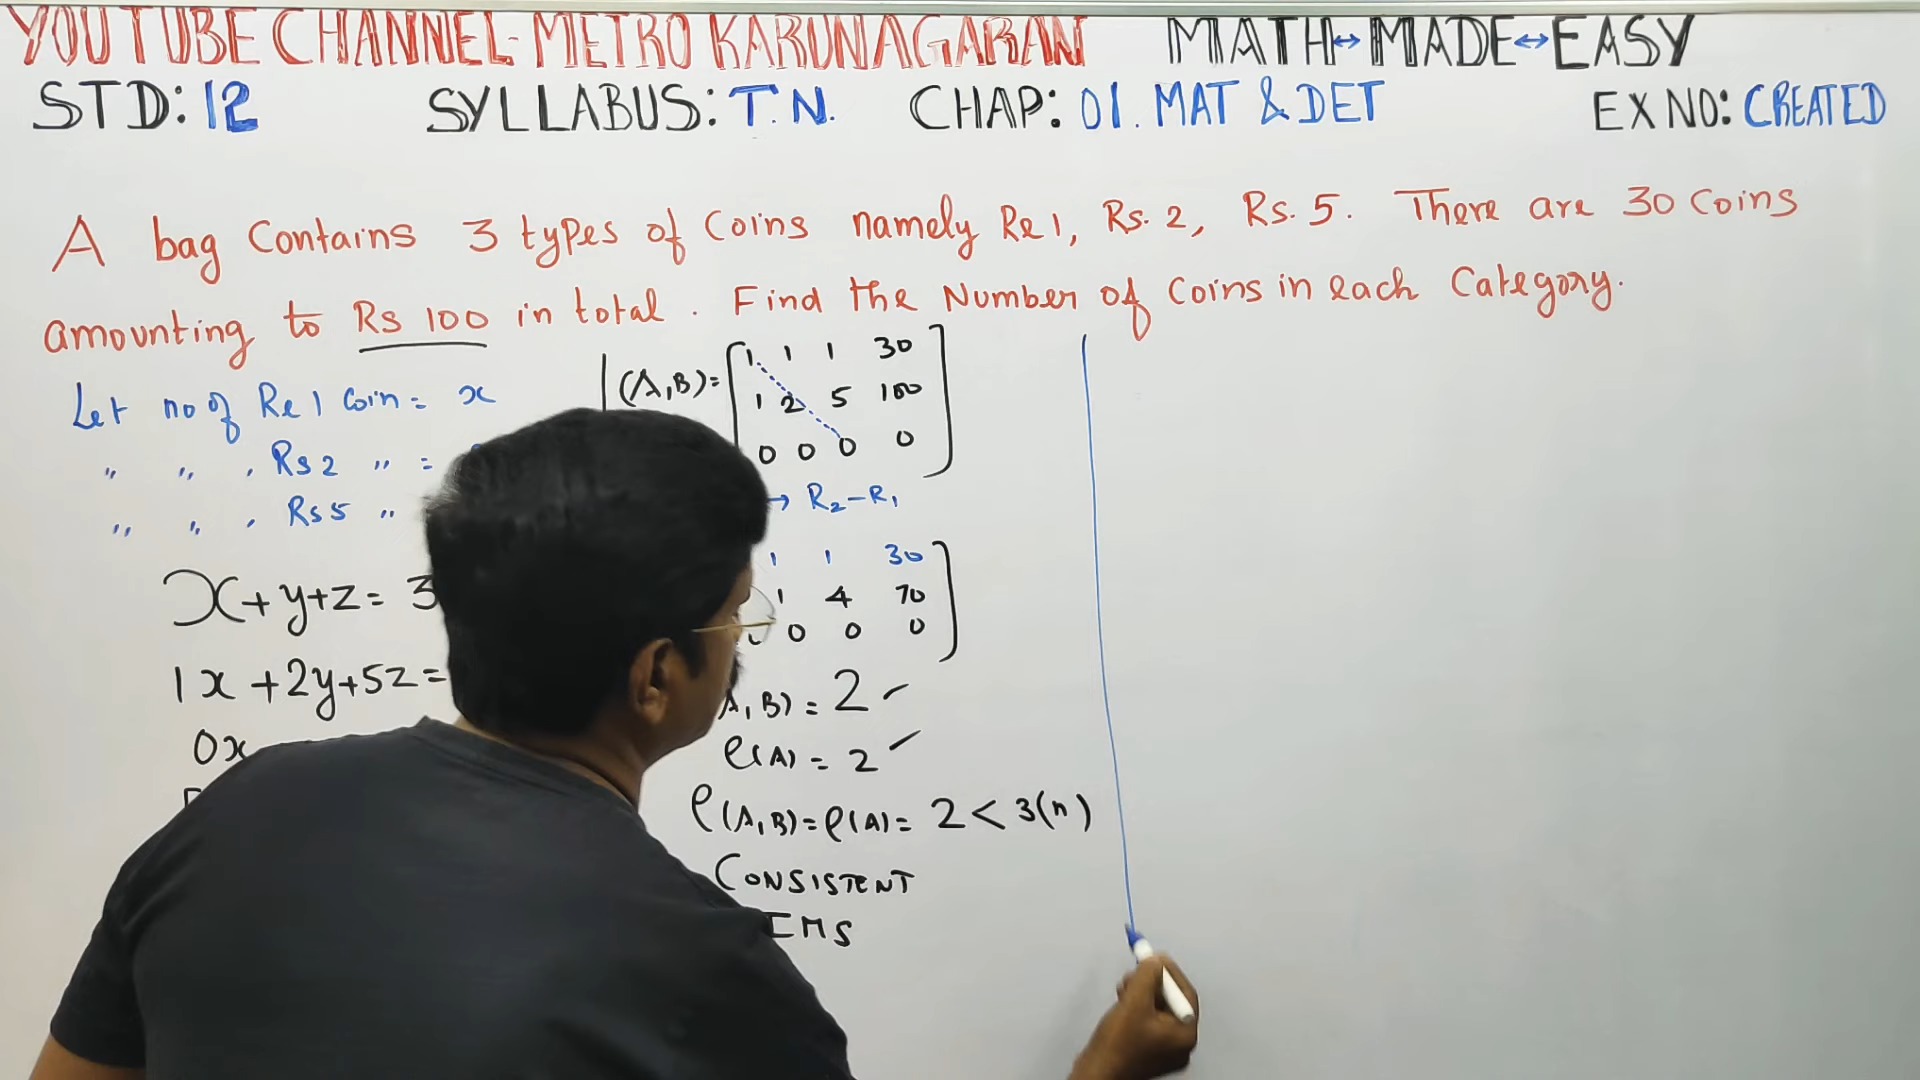 YOUTUBE CHANNEL-METRO KARUNAGARAN MATH↔MADE↔EASY
STD: 12 SYLLABUS: T.N. CHAP: 01. MAT & DET EX NO: CREATED
A bag Contains 3 types of Coins namely Re 1, Rs. 2, Rs. 5. There are 30 Coins
amounting to Rs 100 in total. Find the Number of Coins in each Category.
Let no of Re 1 Coin = x
" " " Rs 2 " =
" " " Rs 5 "
x + y + z = 3
1x + 2y + 5z =
0x
(A,B) =
1 1 1 30
1 2 5 100
0 0 0 0
→ R₂ - R₁
1 1 30
1 4 70
0 0 0
A, B) = 2
ρ(A) = 2
ρ(A,B) = ρ(A) = 2 < 3(n)
CONSISTENT
IMS